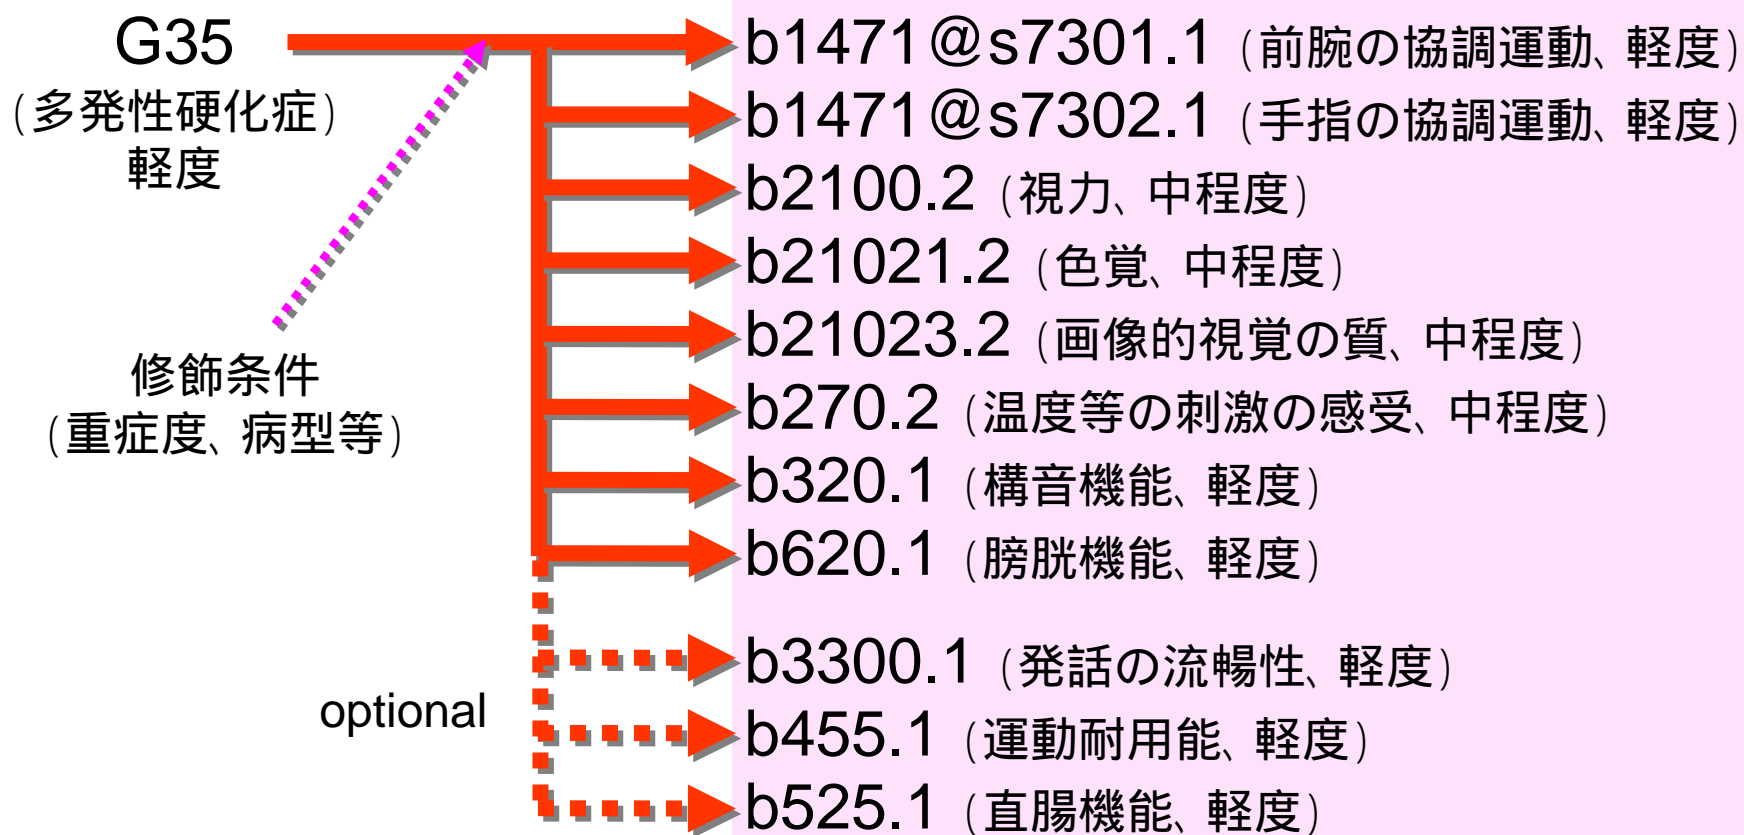 G35
（多発性硬化症）
軽度
修飾条件
（重症度、病型等）
optional
b1471@s7301.1（前腕の協調運動、軽度）
b1471@s7302.1（手指の協調運動、軽度）
b2100.2（視力、中程度）
b21021.2（色覚、中程度）
b21023.2（画像的視覚の質、中程度）
b270.2（温度等の刺激の感受、中程度）
b320.1（構音機能、軽度）
b620.1（膀胱機能、軽度）
b3300.1（発話の流暢性、軽度）
b455.1（運動耐用能、軽度）
b525.1（直腸機能、軽度）